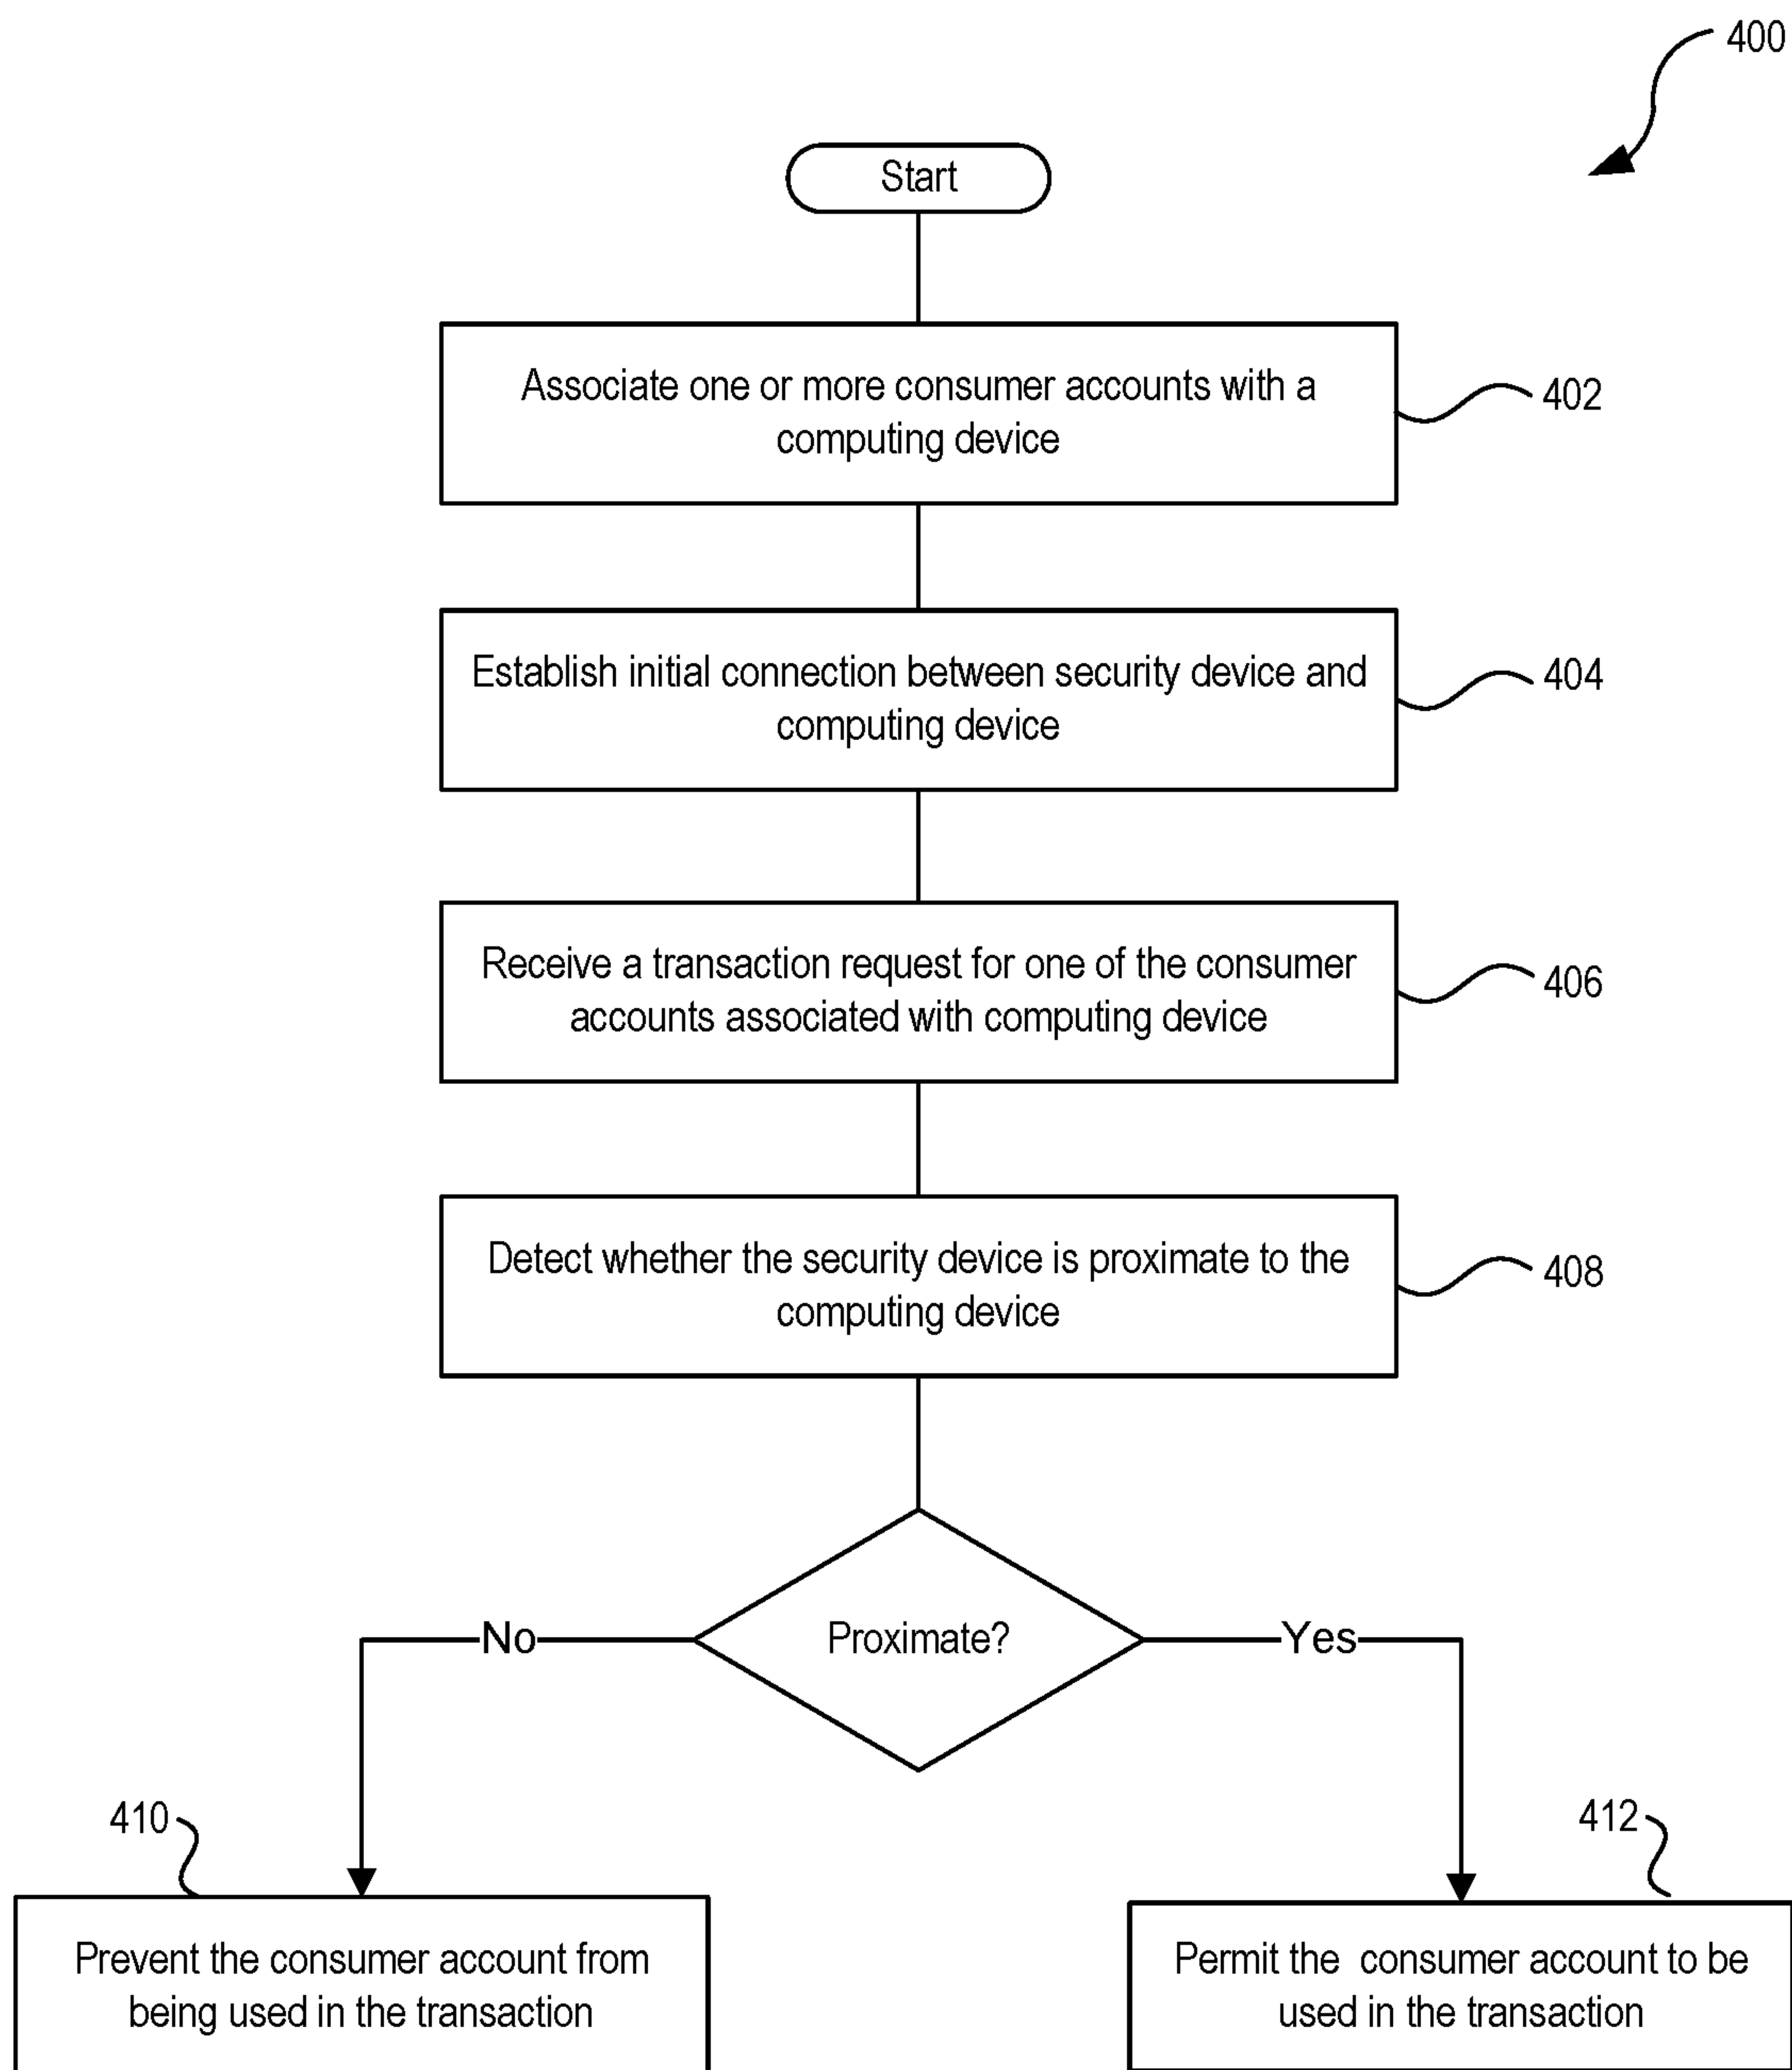 400
Start
Associate one or more consumer accounts with a
computing device
402
Establish initial connection between security device and
computing device
404
Receive a transaction request for one of the consumer
accounts associated with computing device
406
Detect whether the security device is proximate to the
computing device
408
Proximate?
No
Yes
410
Prevent the consumer account from
being used in the transaction
412
Permit the consumer account to be
used in the transaction